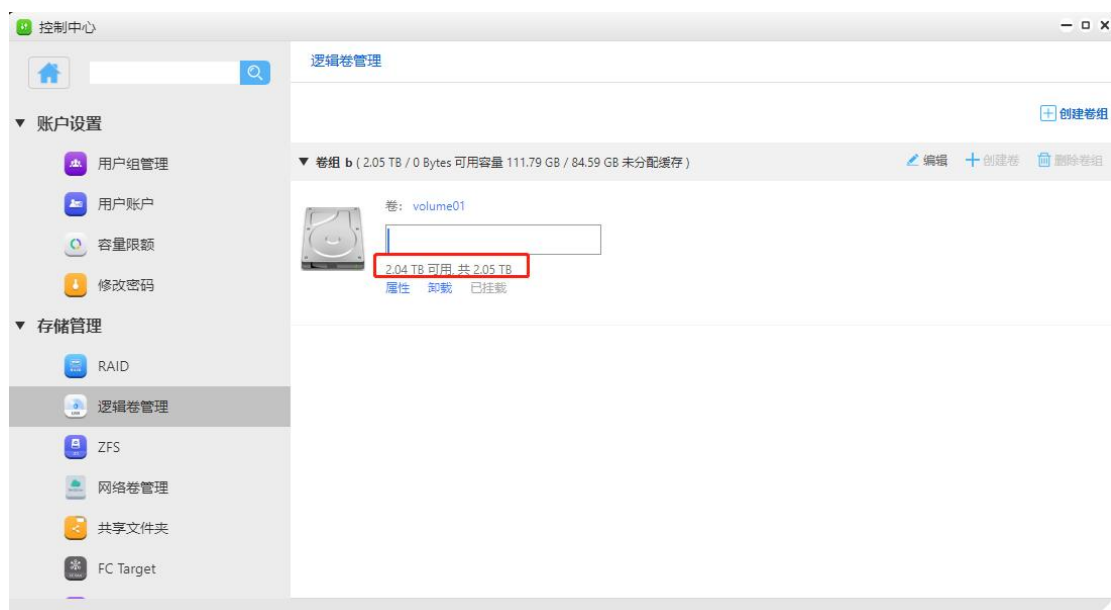 控制中心
逻辑卷管理
创建卷组
▼ 账户设置
用户组管理
用户账户
容量限额
修改密码
▼ 存储管理
RAID
逻辑卷管理
ZFS
网络卷管理
共享文件夹
FC Target
▼ 卷组 b ( 2.05 TB / 0 Bytes 可用容量 111.79 GB / 84.59 GB 未分配缓存 )
编辑 创建卷 删除卷组
卷: volume01
2.04 TB 可用, 共 2.05 TB
属性 卸载 已挂载